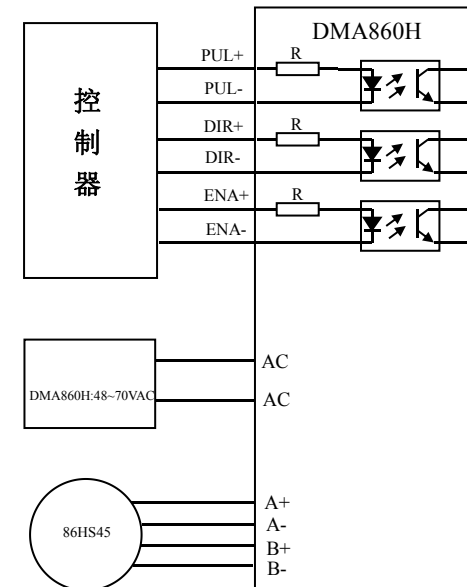 DMA860H
控
制
器
PUL+
R
PUL-
DIR+
R
DIR-
ENA+
R
ENA-
DMA860H:48~70VAC
AC
AC
86HS45
A+
A-
B+
B-